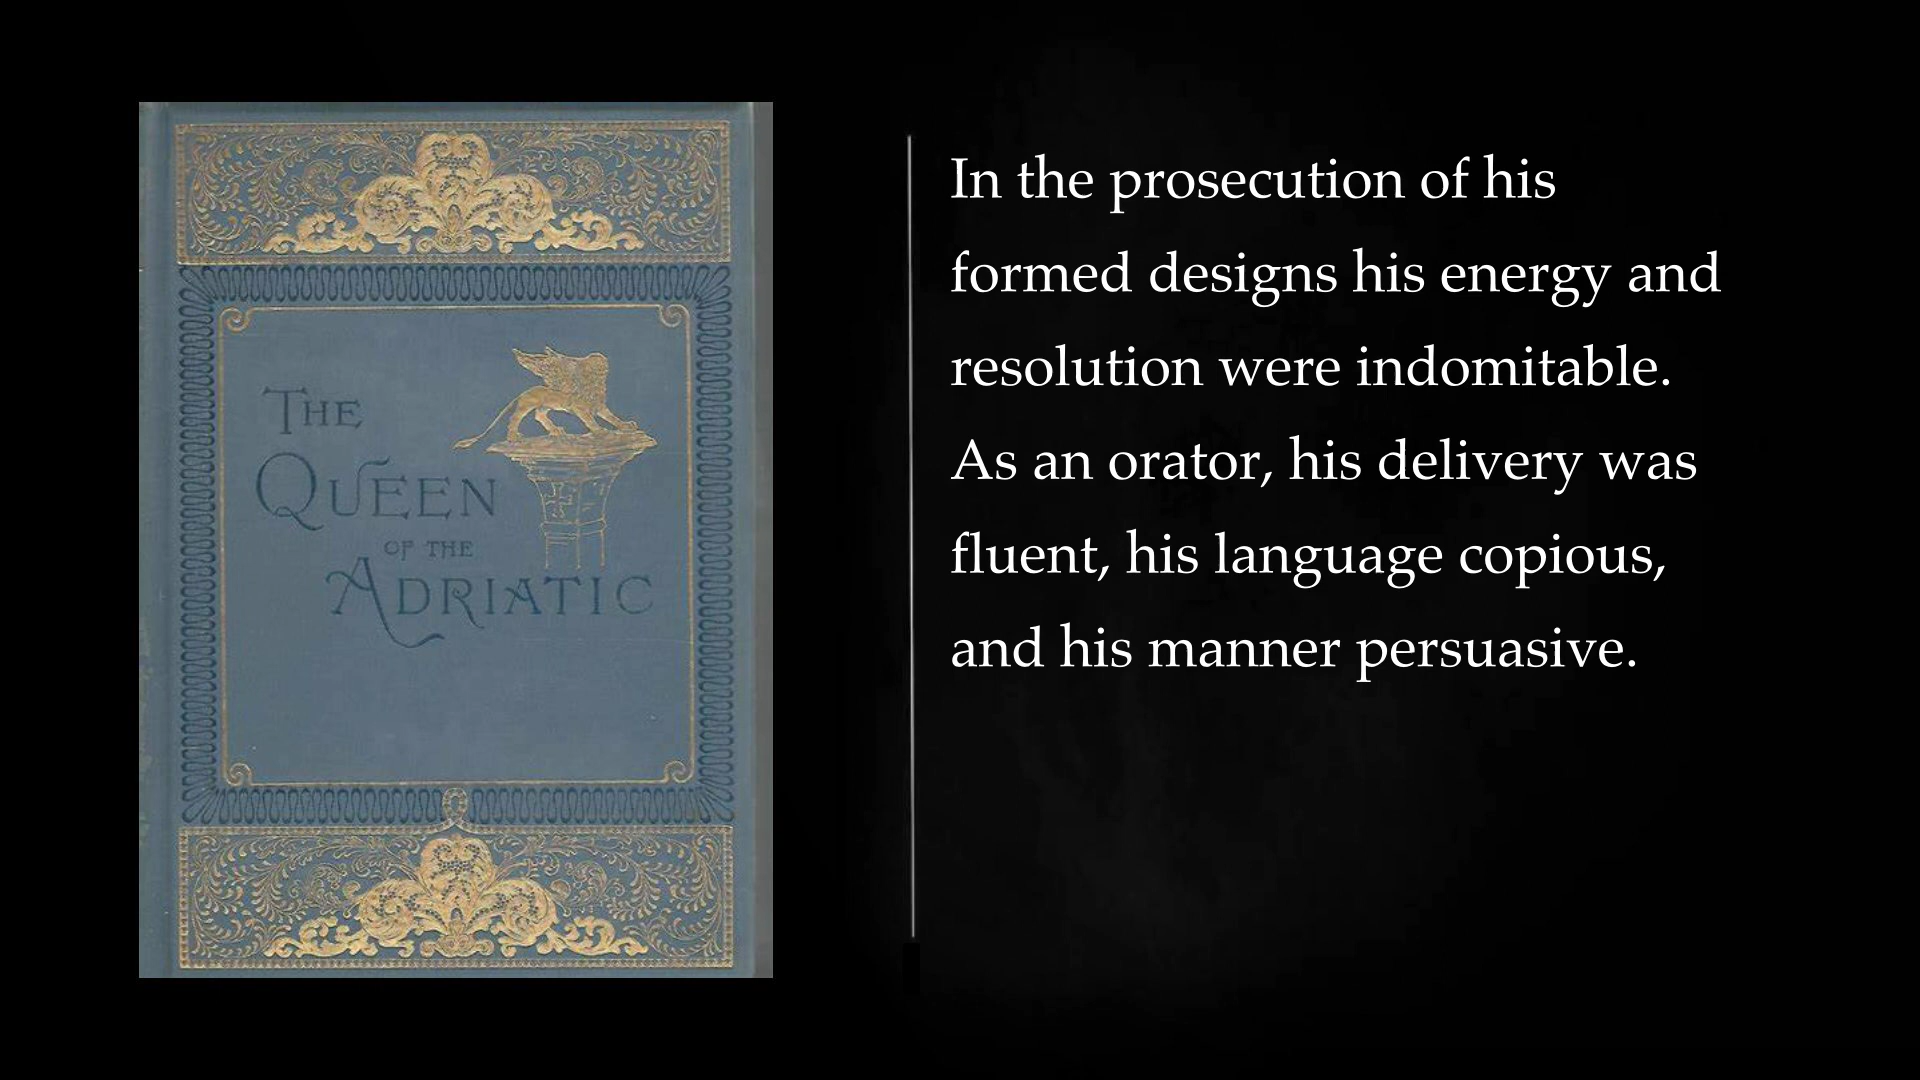 THE
QUEEN
OF THE
ADRIATIC
In the prosecution of his
formed designs his energy and
resolution were indomitable.
As an orator, his delivery was
fluent, his language copious,
and his manner persuasive.